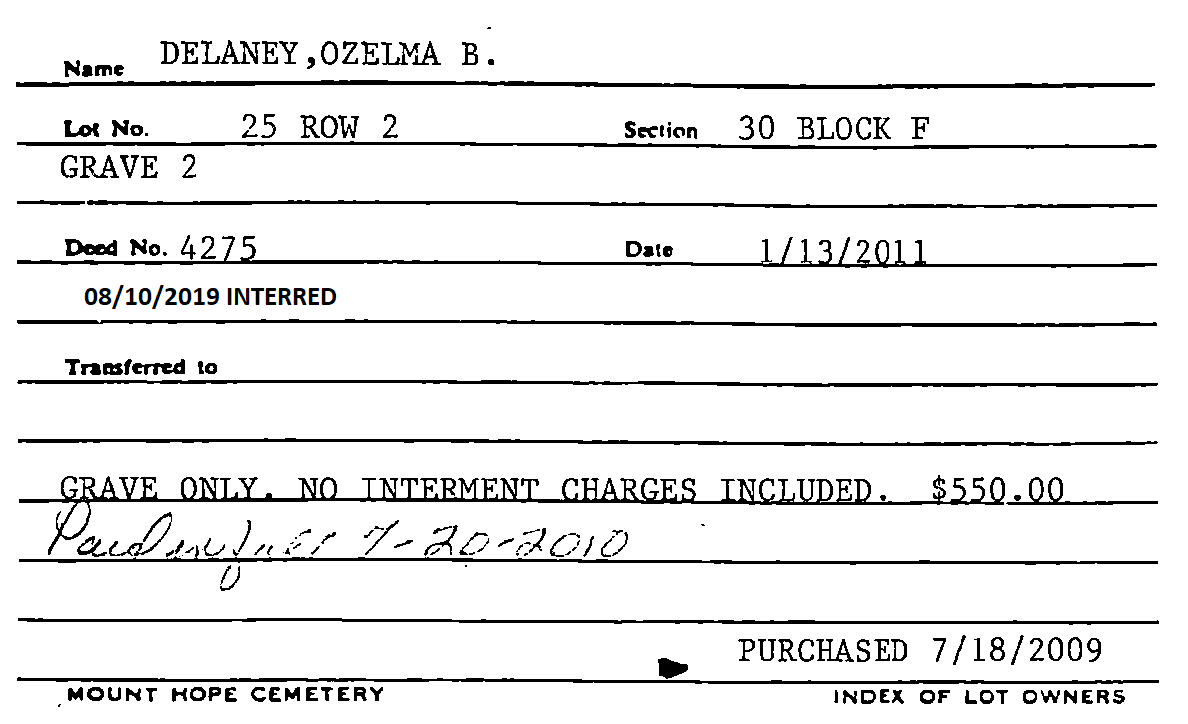 Name DELANEY,OZELMA B.
Lot No. 25 ROW 2 Section 30 BLOCK F
GRAVE 2
Deed No. 4275 Date 1/13/2011
08/10/2019 INTERRED
Transferred to
GRAVE ONLY. NO INTERMENT CHARGES INCLUDED. $550.00
Paid in full 7-20-2010
PURCHASED 7/18/2009
MOUNT HOPE CEMETERY INDEX OF LOT OWNERS